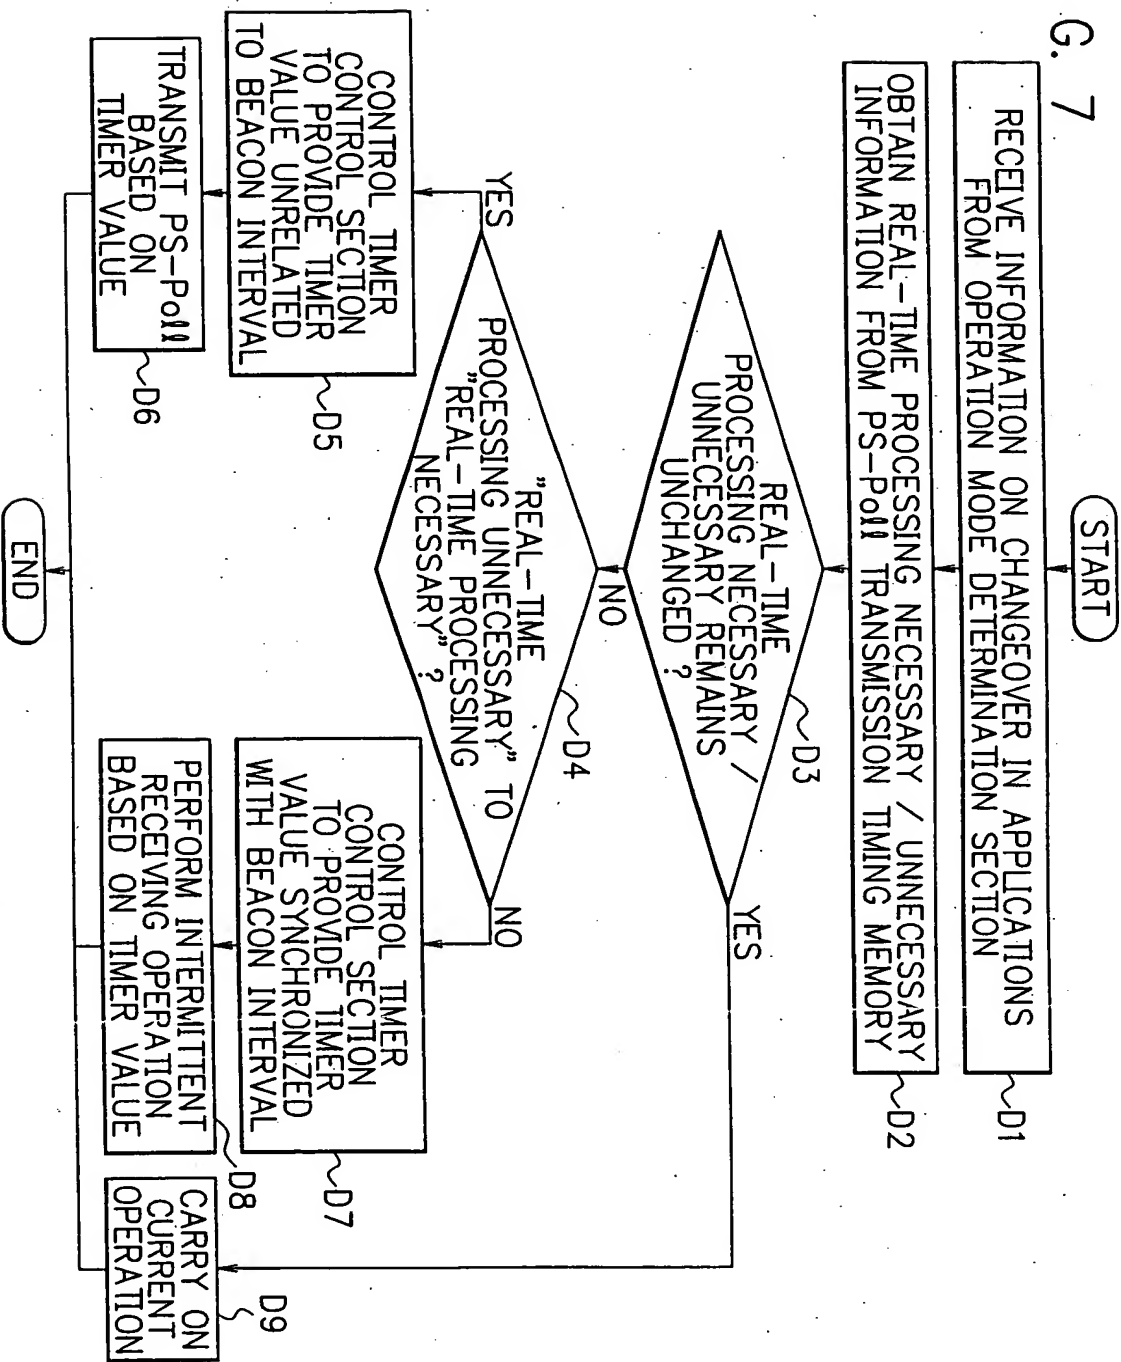 G. 7
START
RECEIVE INFORMATION ON CHANGEOVER IN APPLICATIONS
FROM OPERATION MODE DETERMINATION SECTION
D1
OBTAIN REAL-TIME PROCESSING NECESSARY / UNNECESSARY
INFORMATION FROM PS-Poll TRANSMISSION TIMING MEMORY
D2
REAL-TIME
PROCESSING NECESSARY /
UNNECESSARY REMAINS
UNCHANGED ?
D3
YES
NO
"REAL-TIME
PROCESSING UNNECESSARY" TO
"REAL-TIME PROCESSING
NECESSARY" ?
D4
YES
NO
CONTROL TIMER
CONTROL SECTION
TO PROVIDE TIMER
VALUE UNRELATED
TO BEACON INTERVAL
D5
TRANSMIT PS-Poll
BASED ON
TIMER VALUE
D6
CONTROL TIMER
CONTROL SECTION
TO PROVIDE TIMER
VALUE SYNCHRONIZED
WITH BEACON INTERVAL
D7
PERFORM INTERMITTENT
RECEIVING OPERATION
BASED ON TIMER VALUE
D8
CARRY ON
CURRENT
OPERATION
D9
END